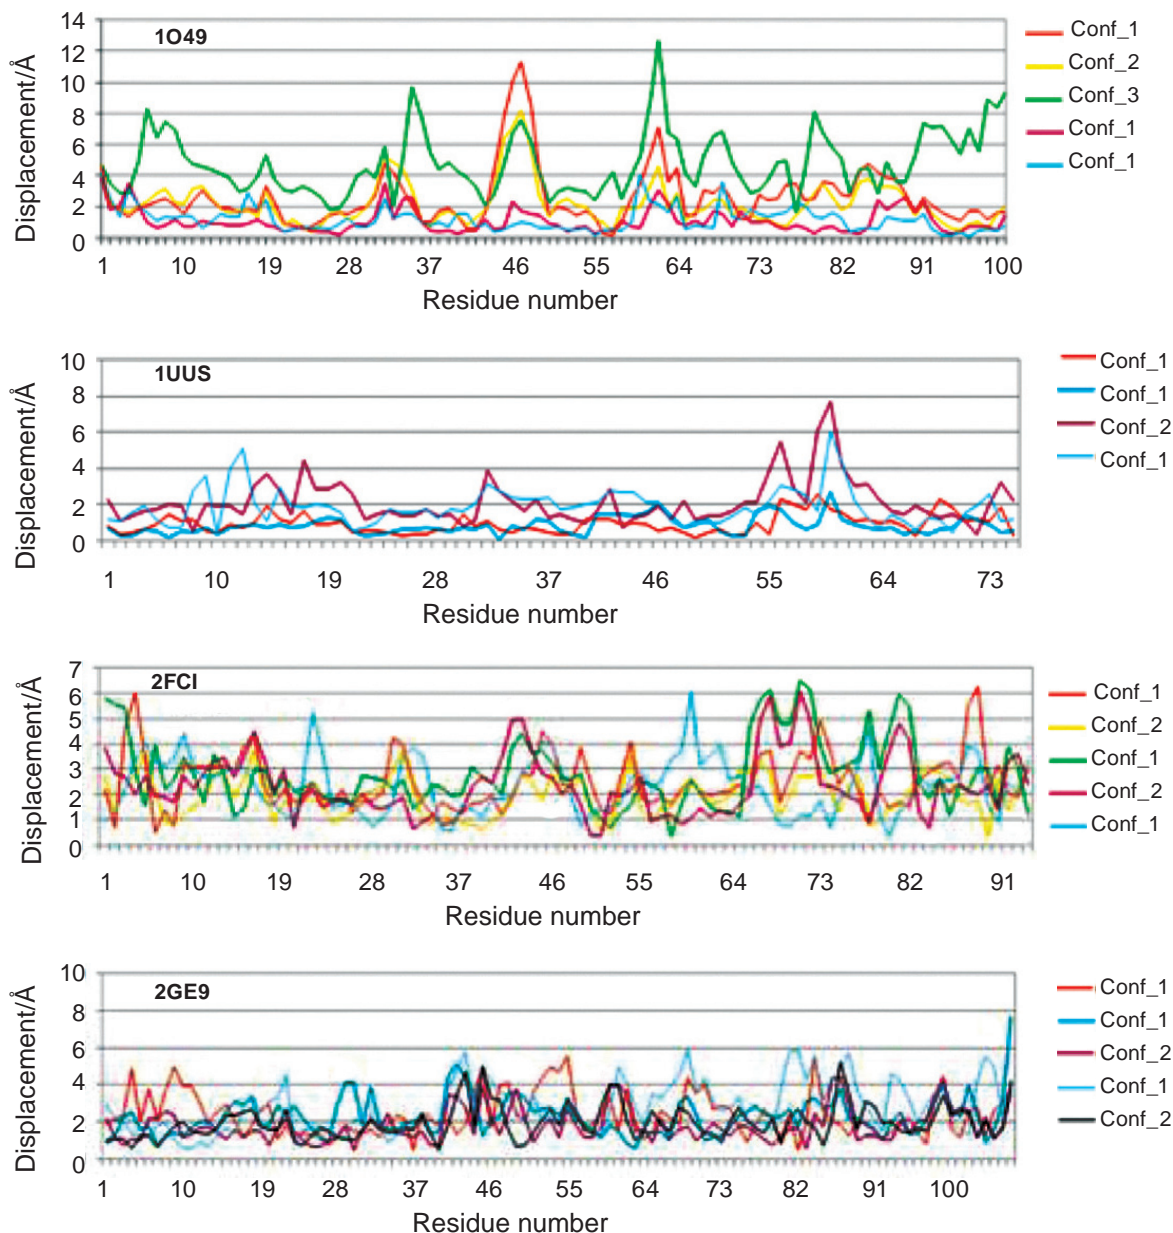 1O49
Displacement/Å
14
12
10
8
6
4
2
0
1 10 19 28 37 46 55 64 73 82 91 100
Residue number
Conf_1
Conf_2
Conf_3
Conf_1
Conf_1
1UUS
Displacement/Å
10
8
6
4
2
0
1 10 19 28 37 46 55 64 73
Residue number
Conf_1
Conf_1
Conf_2
Conf_1
2FCI
Displacement/Å
7
6
5
4
3
2
1
0
1 10 19 28 37 46 55 64 73 82 91
Residue number
Conf_1
Conf_2
Conf_1
Conf_2
Conf_1
2GE9
Displacement/Å
10
8
6
4
2
0
1 10 19 28 37 46 55 64 73 82 91 100
Residue number
Conf_1
Conf_1
Conf_2
Conf_1
Conf_2